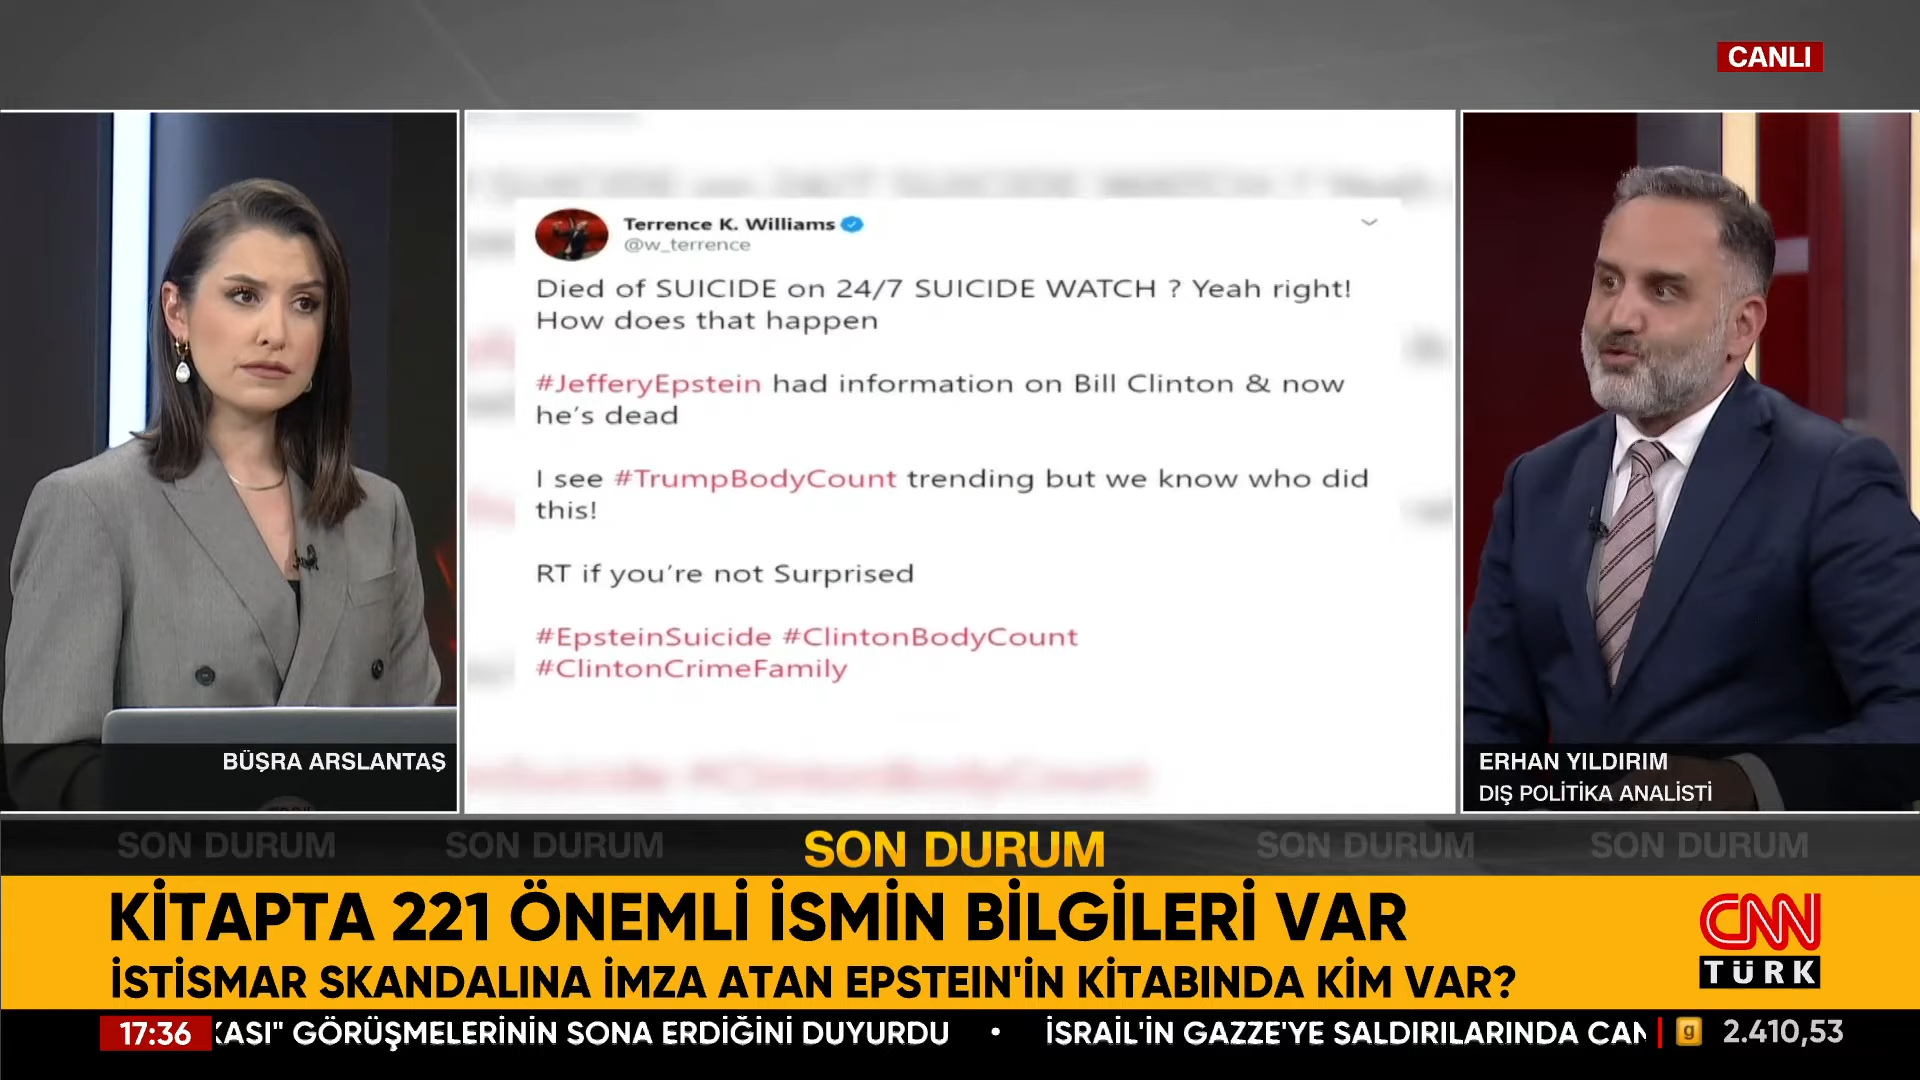 CANLI
Terrence K. Williams
@w_terrence
Died of SUICIDE on 24/7 SUICIDE WATCH ? Yeah right!
How does that happen
#JefferyEpstein had information on Bill Clinton & now
he's dead
I see #TrumpBodyCount trending but we know who did
this!
RT if you're not Surprised
#EpsteinSuicide #ClintonBodyCount
#ClintonCrimeFamily
BÜŞRA ARSLANTAŞ
ERHAN YILDIRIM
DIŞ POLİTİKA ANALİSTİ
SON DURUM SON DURUM SON DURUM SON DURUM SON DURUM
KİTAPTA 221 ÖNEMLİ İSMİN BİLGİLERİ VAR
İSTİSMAR SKANDALINA İMZA ATAN EPSTEIN'İN KİTABINDA KİM VAR?
CNN
TÜRK
17:36 KASI" GÖRÜŞMELERİNİN SONA ERDİĞİNİ DUYURDU • İSRAİL'İN GAZZE'YE SALDIRILARINDA CAN g 2.410,53